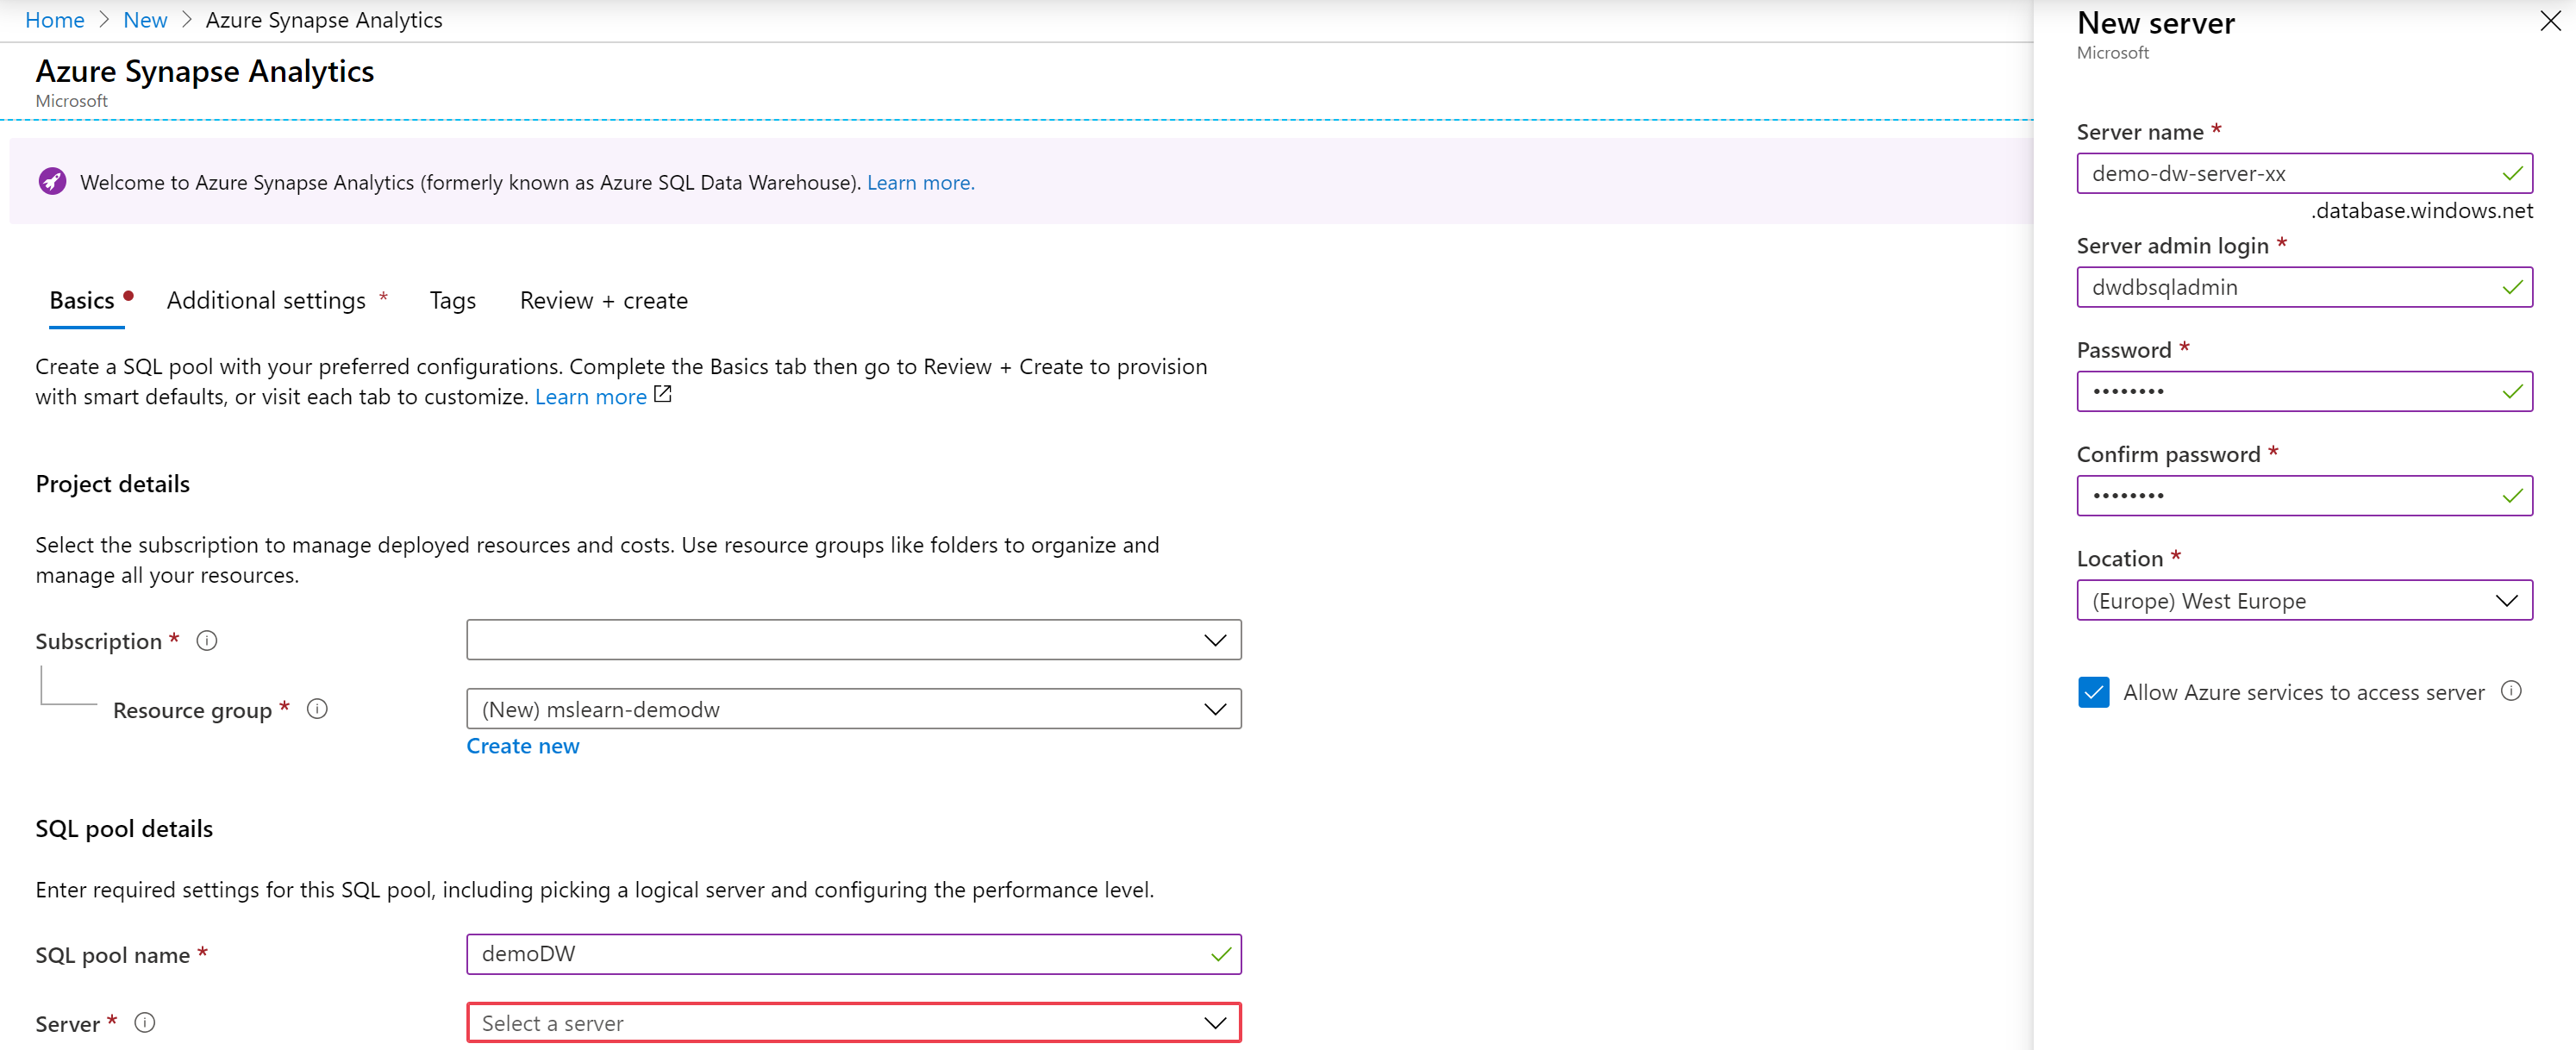 Home > New > Azure Synapse Analytics
Azure Synapse Analytics
Microsoft
Welcome to Azure Synapse Analytics (formerly known as Azure SQL Data Warehouse). Learn more.
Basics Additional settings * Tags Review + create
Create a SQL pool with your preferred configurations. Complete the Basics tab then go to Review + Create to provision
with smart defaults, or visit each tab to customize. Learn more
Project details
Select the subscription to manage deployed resources and costs. Use resource groups like folders to organize and
manage all your resources.
Subscription *
Resource group * (New) mslearn-demodw
Create new
SQL pool details
Enter required settings for this SQL pool, including picking a logical server and configuring the performance level.
SQL pool name * demoDW
Server * Select a server
New server
Microsoft
Server name *
demo-dw-server-xx
.database.windows.net
Server admin login *
dwdbsqladmin
Password *
••••••••
Confirm password *
••••••••
Location *
(Europe) West Europe
Allow Azure services to access server